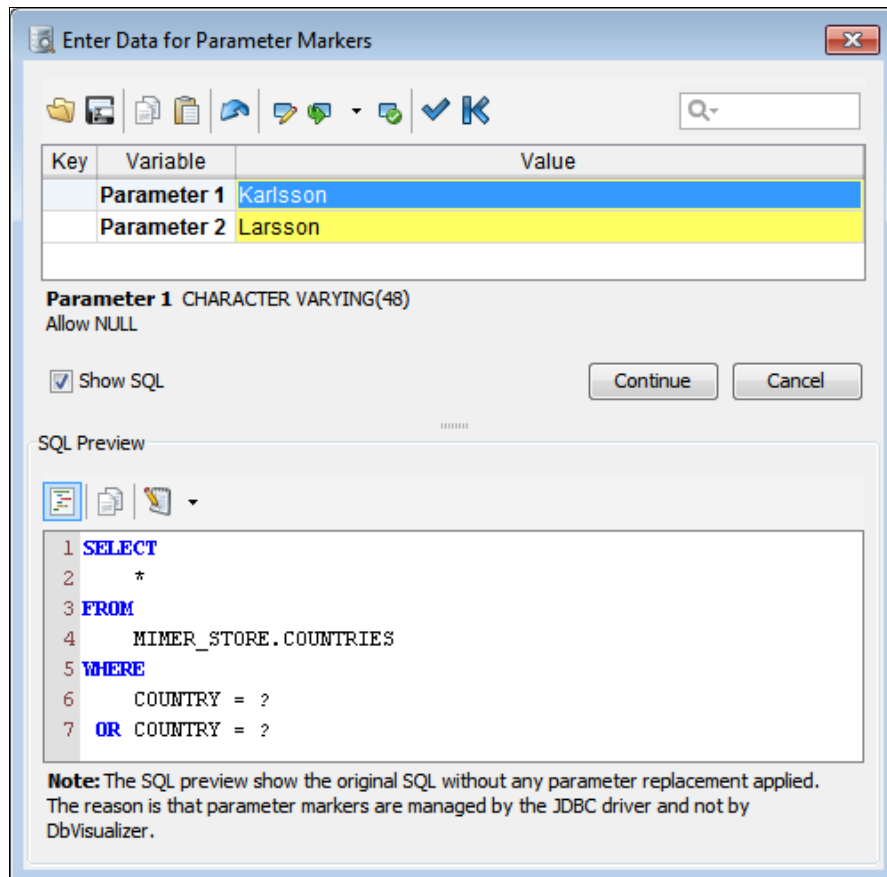 Enter Data for Parameter Markers
Key Variable Value
Parameter 1 Karlsson
Parameter 2 Larsson
Parameter 1 CHARACTER VARYING(48)
Allow NULL
Show SQL Continue Cancel
SQL Preview
1 SELECT
2 *
3 FROM
4 MIMER_STORE.COUNTRIES
5 WHERE
6 COUNTRY = ?
7 OR COUNTRY = ?
Note: The SQL preview show the original SQL without any parameter replacement applied.
The reason is that parameter markers are managed by the JDBC driver and not by
DbVisualizer.